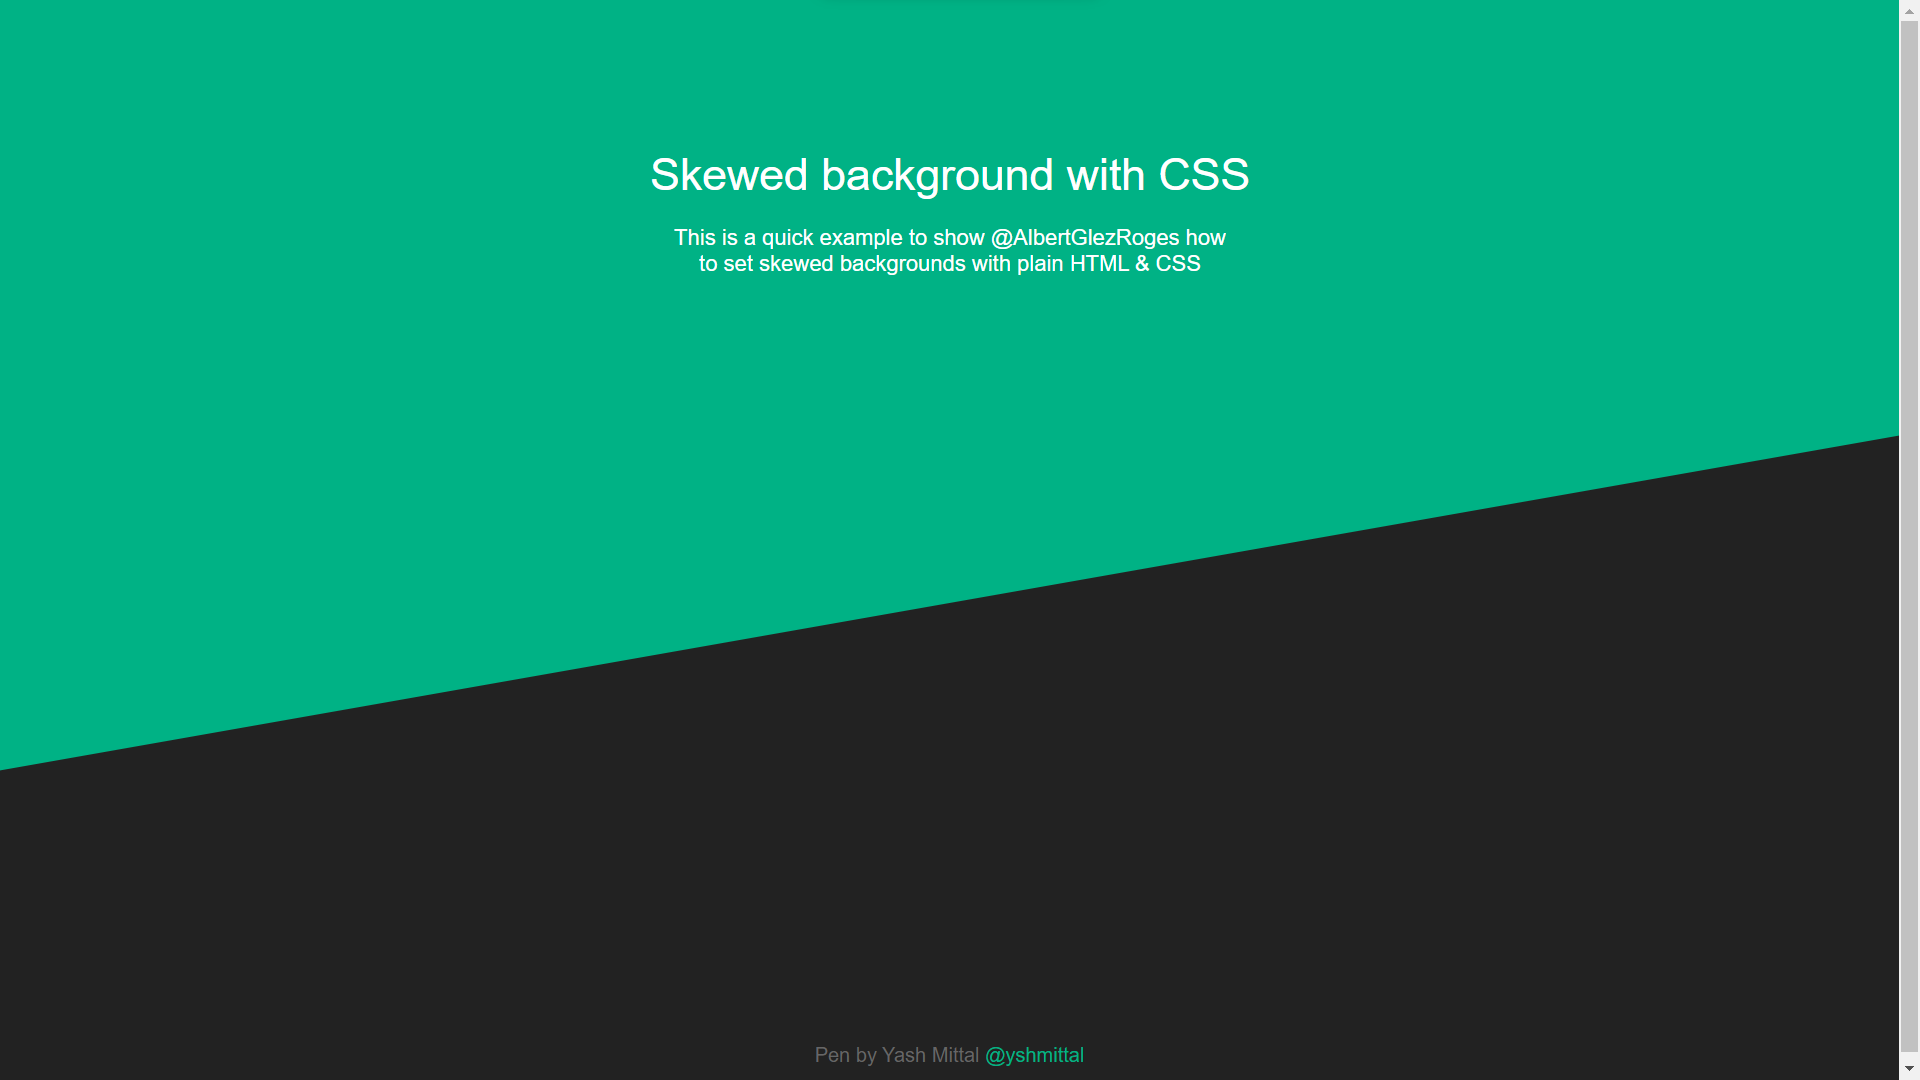 Skewed background with CSS
This is a quick example to show @AlbertGlezRoges how
to set skewed backgrounds with plain HTML & CSS
Pen by Yash Mittal @yshmittal